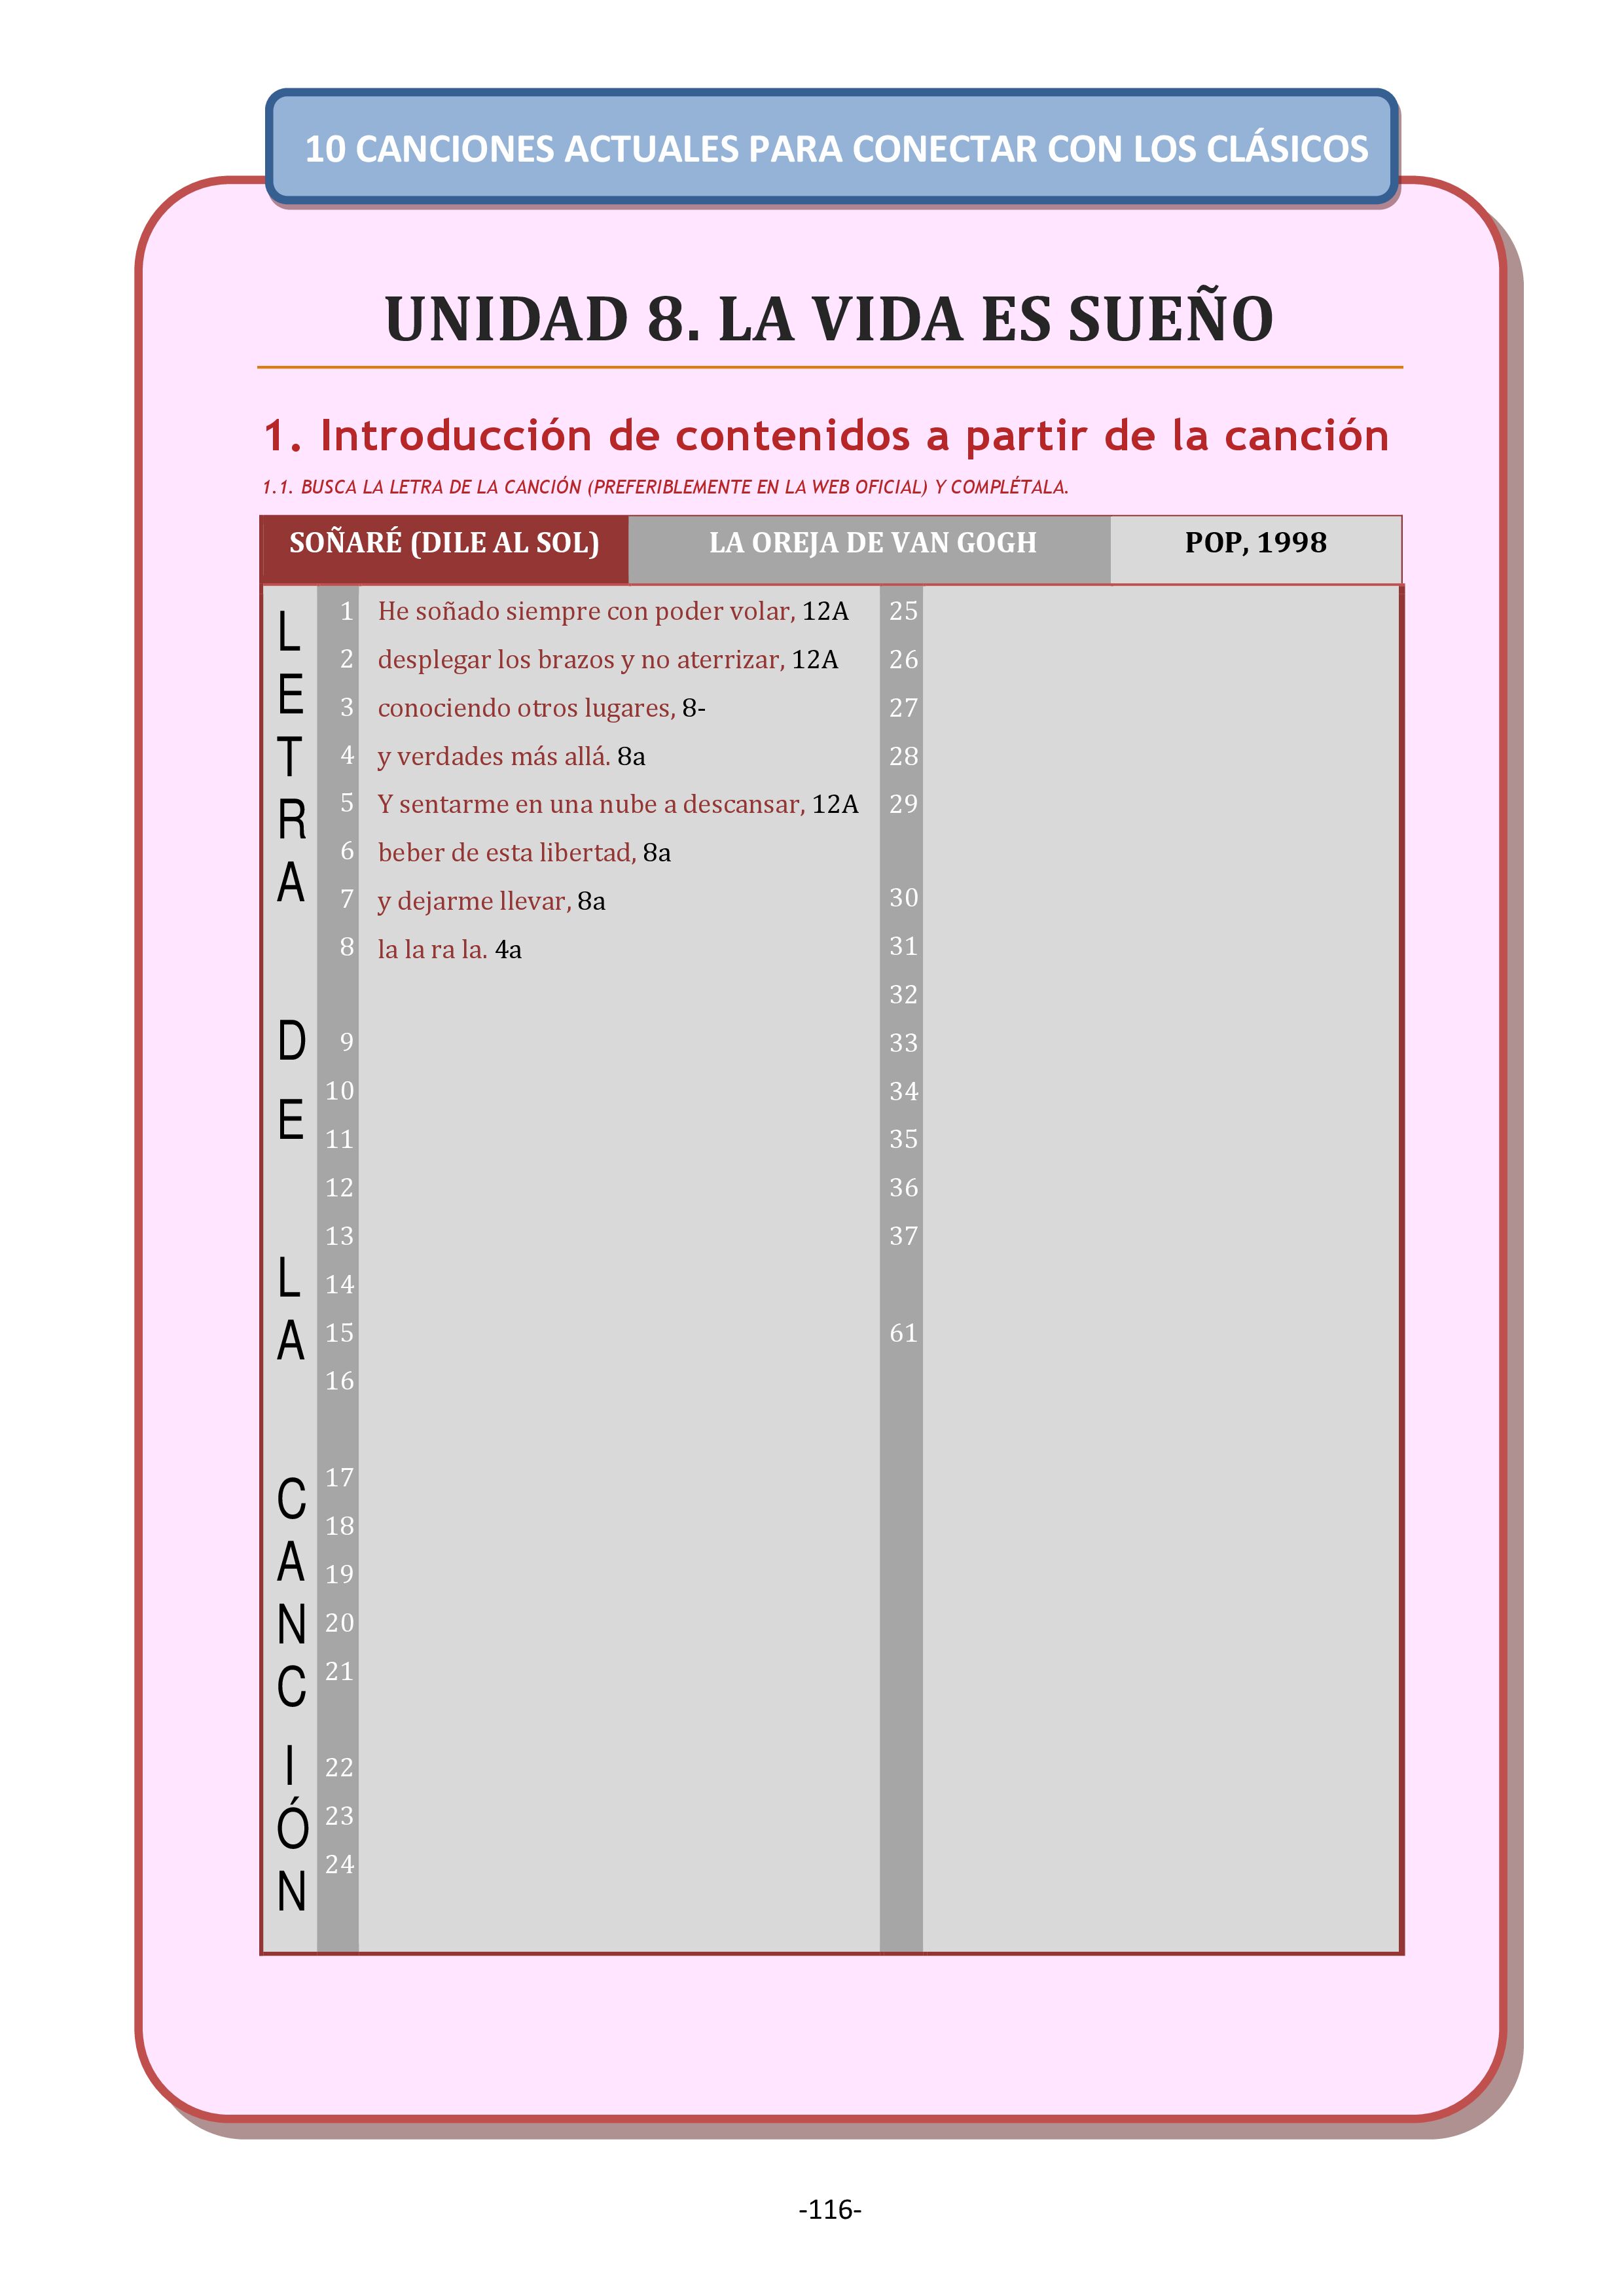 10 CANCIONES ACTUALES PARA CONECTAR CON LOS CLÁSICOS
UNIDAD 8. LA VIDA ES SUEÑO
1. Introducción de contenidos a partir de la canción
1.1. BUSCA LA LETRA DE LA CANCIÓN (PREFERIBLEMENTE EN LA WEB OFICIAL) Y COMPLÉTALA.
SOÑARÉ (DILE AL SOL) LA OREJA DE VAN GOGH POP, 1998
LETRA DE LA CANCIÓN
1 He soñado siempre con poder volar, 12A
2 desplegar los brazos y no aterrizar, 12A
3 conociendo otros lugares, 8-
4 y verdades más allá. 8a
5 Y sentarme en una nube a descansar, 12A
6 beber de esta libertad, 8a
7 y dejarme llevar, 8a
8 la la ra la. 4a
9
10
11
12
13
14
15
16
17
18
19
20
21
22
23
24
25
26
27
28
29
30
31
32
33
34
35
36
37
61
-116-